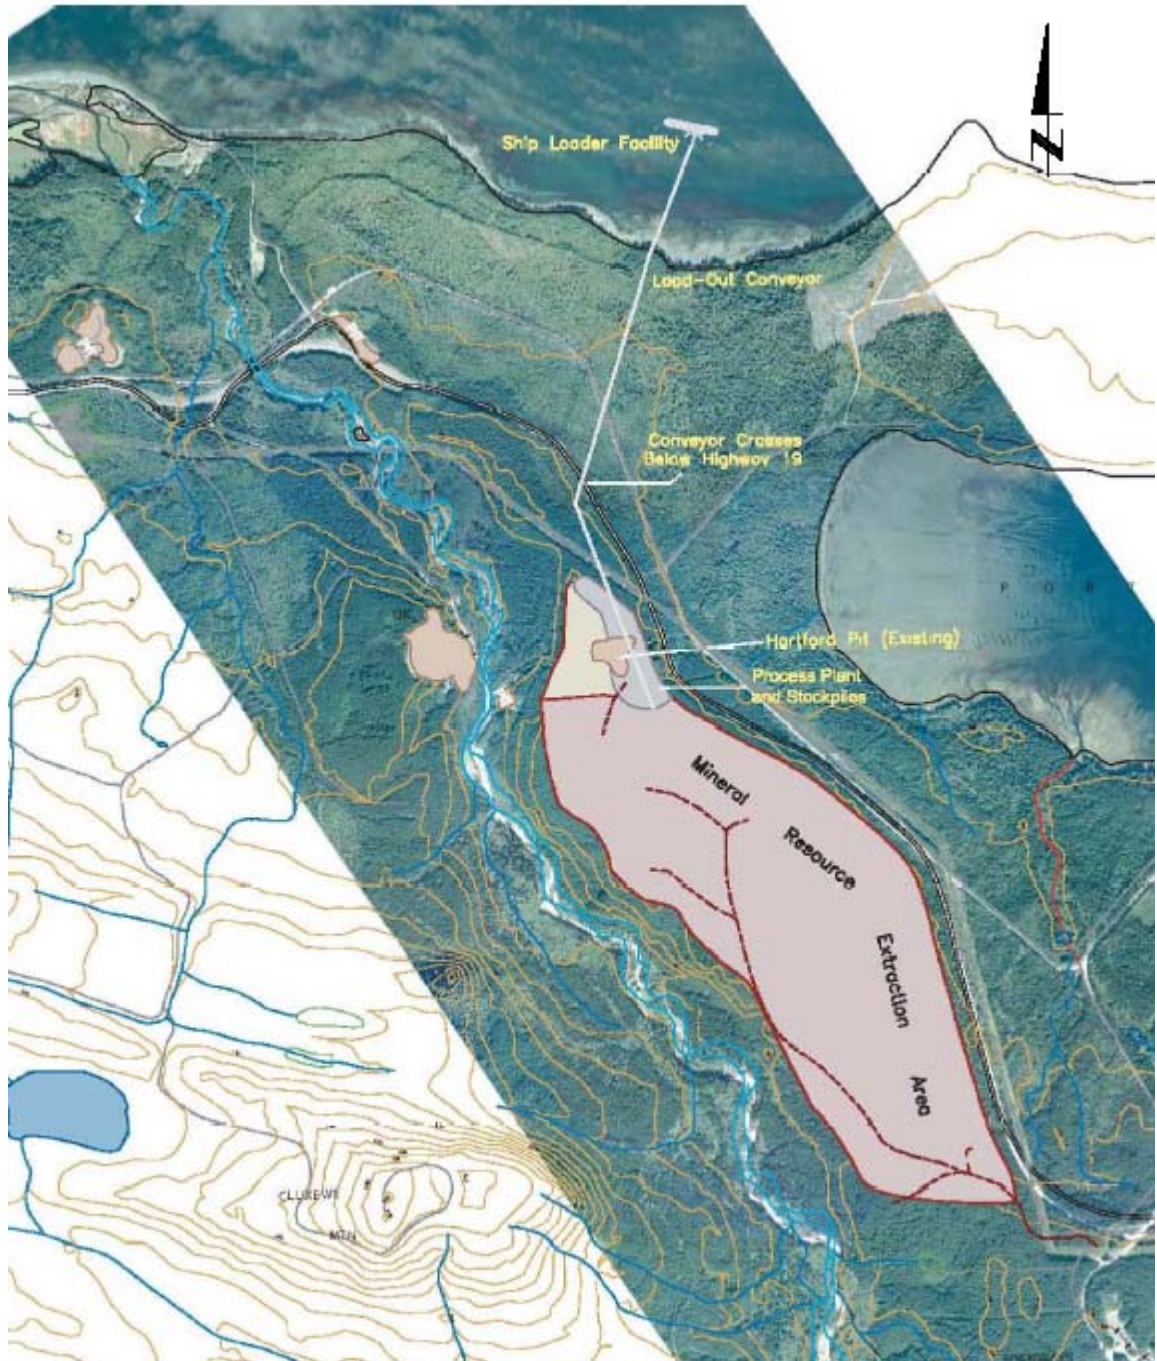 N
Ship Loader Facility
Load-Out Conveyor
Conveyor Crosses
Below Highway 19
P O R T
Hartford Pit (Existing)
Process Plant
and Stockpiles
Mineral
Resource
Extraction
Area
CLUXEWE
MTN